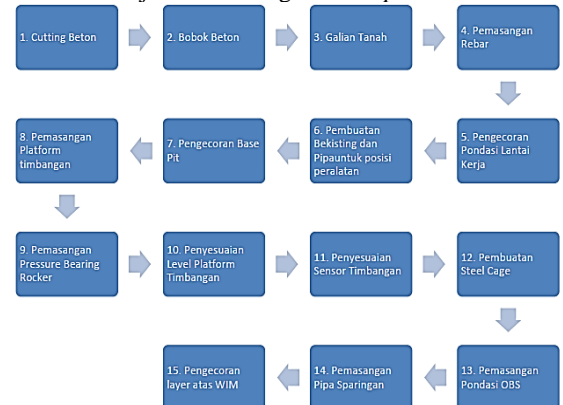 1. Cutting Beton
2. Bobok Beton
3. Galian Tanah
4. Pemasangan
Rebar
5. Pengecoran
Pondasi Lantai
Kerja
6. Pembuatan
Bekisting dan
Pipauntuk posisi
peralatan
7. Pengecoran Base
Pit
8. Pemasangan
Platform
timbangan
9. Pemasangan
Pressure Bearing
Rocker
10. Penyesuaian
Level Platform
Timbangan
11. Penyesuaian
Sensor Timbangan
12. Pembuatan
Steel Cage
13. Pemasangan
Pondasi OBS
14. Pemasangan
Pipa Sparingan
15. Pengecoran
layer atas WIM